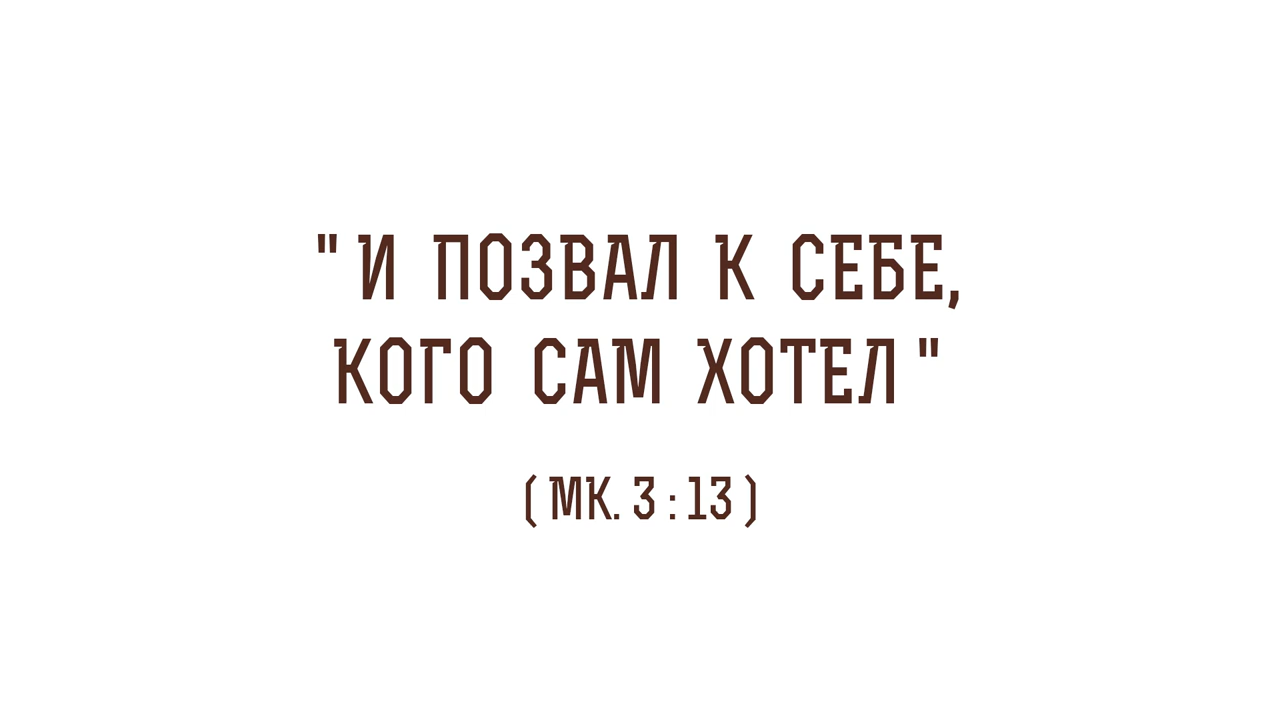 "И ПОЗВАЛ К СЕБЕ,
КОГО САМ ХОТЕЛ"
(МК. 3:13)